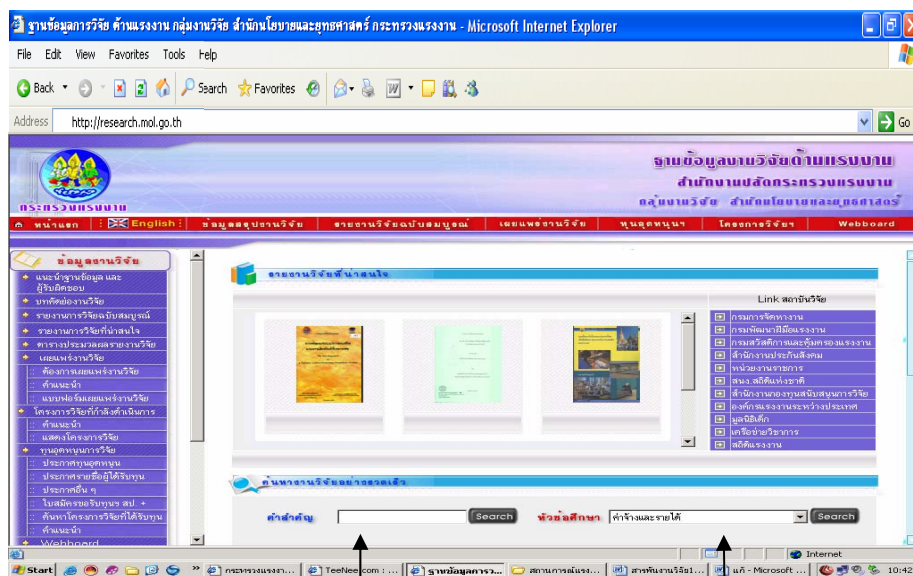 ฐานข้อมูลการวิจัย ด้านแรงงาน กลุ่มงานวิจัย สำนักนโยบายและยุทธศาสตร์ กระทรวงแรงงาน - Microsoft Internet Explorer
File Edit View Favorites Tools Help
Back Search Favorites
Address http://research.mol.go.th Go
ฐานข้อมูลงานวิจัยด้านแรงงาน
สำนักงานปลัดกระทรวงแรงงาน
กลุ่มงานวิจัย สำนักนโยบายและยุทธศาสตร์
กระทรวงแรงงาน
หน้าแรก English ข้อมูลสรุปงานวิจัย รายงานวิจัยฉบับสมบูรณ์ เผยแพร่งานวิจัย ทุนอุดหนุนฯ โครงการวิจัยฯ Webboard
ข้อมูลงานวิจัย
แนะนำฐานข้อมูล และ
ผู้รับผิดชอบ
บทคัดย่องานวิจัย
รายงานการวิจัยฉบับสมบูรณ์
รายงานการวิจัยที่น่าสนใจ
ตารางประมวลผลรายงานวิจัย
เผยแพร่งานวิจัย
ต้องการเผยแพร่งานวิจัย
คำแนะนำ
แบบฟอร์มเผยแพร่งานวิจัย
โครงการวิจัยที่กำลังดำเนินการ
คำแนะนำ
แสดงโครงการวิจัย
ทุนอุดหนุนการวิจัย
ประกาศทุนอุดหนุน
ประกาศรายชื่อผู้ได้รับทุน
ประกาศอื่น ๆ
ใบสมัครขอรับทุนฯ สป. +
ค้นหาโครงการวิจัยที่ได้รับทุน
คำแนะนำ
Webboard
รายงานวิจัยที่น่าสนใจ
Link สถาบันวิจัย
กรมการจัดหางาน
กรมพัฒนาฝีมือแรงงาน
กรมสวัสดิการและคุ้มครองแรงงาน
สำนักงานประกันสังคม
หน่วยงานราชการ
สนง.สถิติแห่งชาติ
สำนักงานกองทุนสนับสนุนการวิจัย
องค์กรแรงงานระหว่างประเทศ
มูลนิธิเด็ก
เครือข่ายวิชาการ
สถิติแรงงาน
ค้นหางานวิจัยอย่างรวดเร็ว
คำสำคัญ Search หัวข้อศึกษา ค่าจ้างและรายได้ Search
Internet
Start กระทรวงแรงงา... TeeNee.com : ... ฐานข้อมูลการว... สถานการณ์แรง... สารพันงานวิจัย1... แก้ - Microsoft ... 10:42